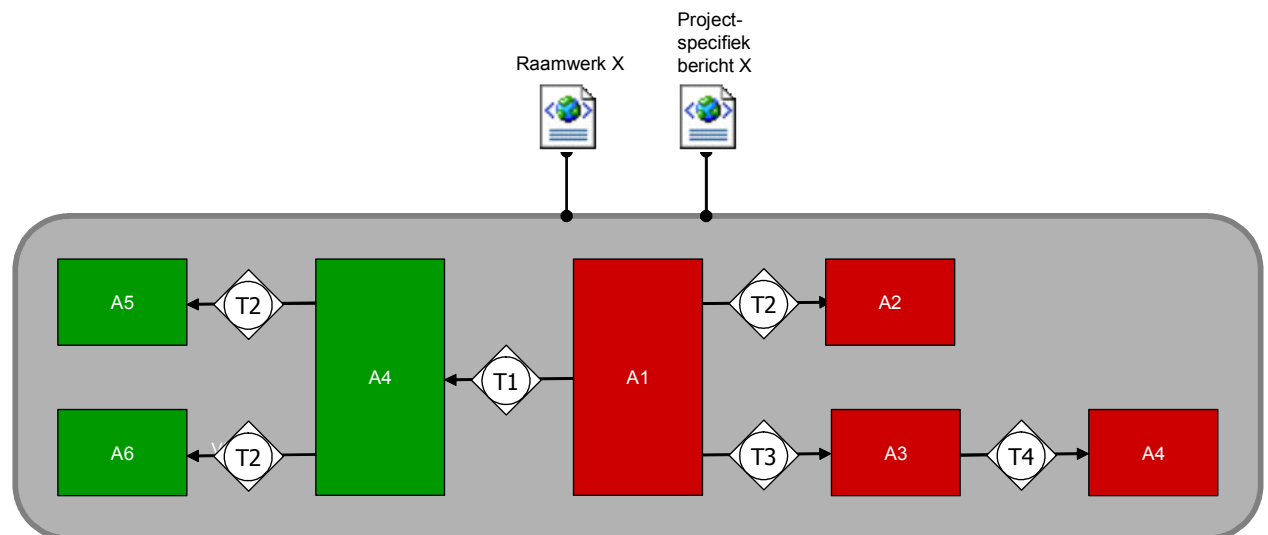 Project-
specifiek
bericht X
Raamwerk X
A5
T2
A4
A1
T2
A2
T1
A6
T2
T3
A3
T4
A4